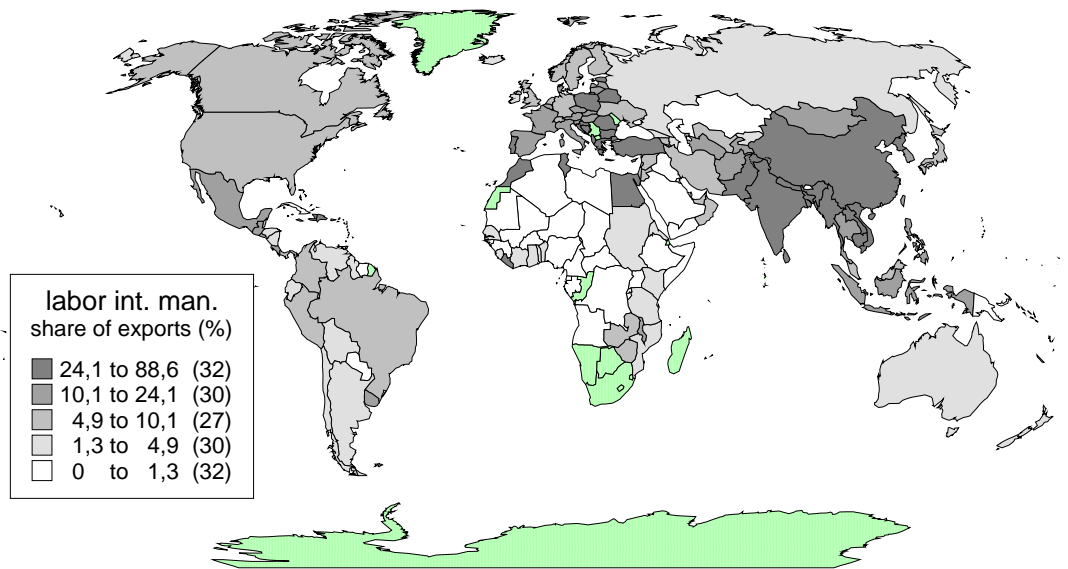 labor int. man.
share of exports (%)
24,1 to 88,6 (32)
10,1 to 24,1 (30)
4,9 to 10,1 (27)
1,3 to 4,9 (30)
0 to 1,3 (32)